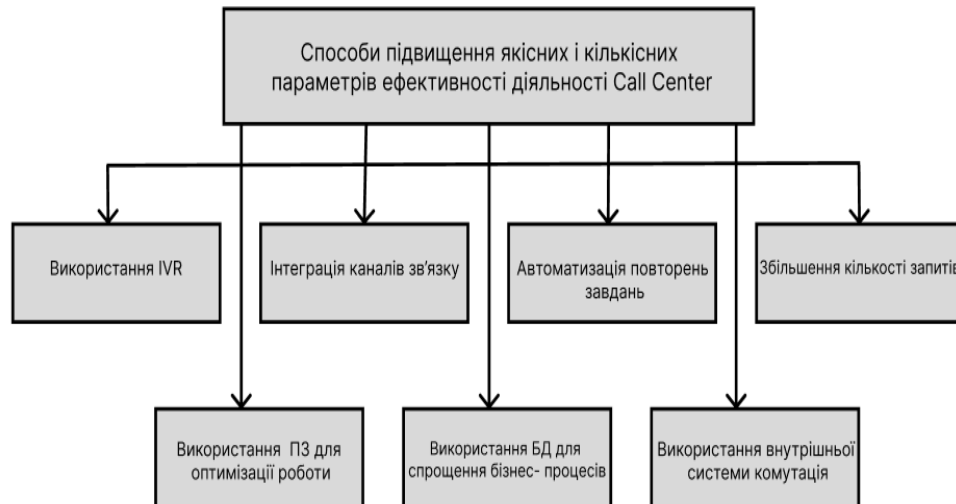 Способи підвищення якісних і кількісних
параметрів ефективності діяльності Call Center
Використання IVR
Інтеграція каналів зв'язку
Автоматизація повторень
завдань
Збільшення кількості запитів
Використання ПЗ для
оптимізації роботи
Використання БД для
спрощення бізнес- процесів
Використання внутрішньої
системи комутація